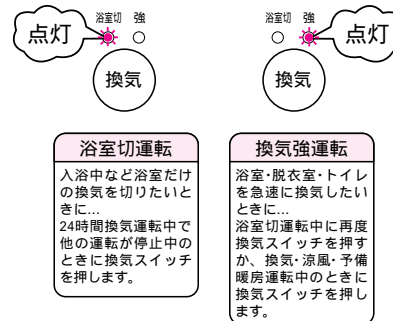 浴室切 強
点灯
換気
浴室切 強
点灯
換気
浴室切運転
入浴中など浴室だけ
の換気を切りたいと
きに...
24時間換気運転中で
他の運転が停止中の
ときに換気スイッチ
を押します。
換気強運転
浴室・脱衣室・トイレ
を急速に換気したい
ときに...
浴室切運転中に再度
換気スイッチを押す
か、換気・涼風・予備
暖房運転中のときに
換気スイッチを押し
ます。